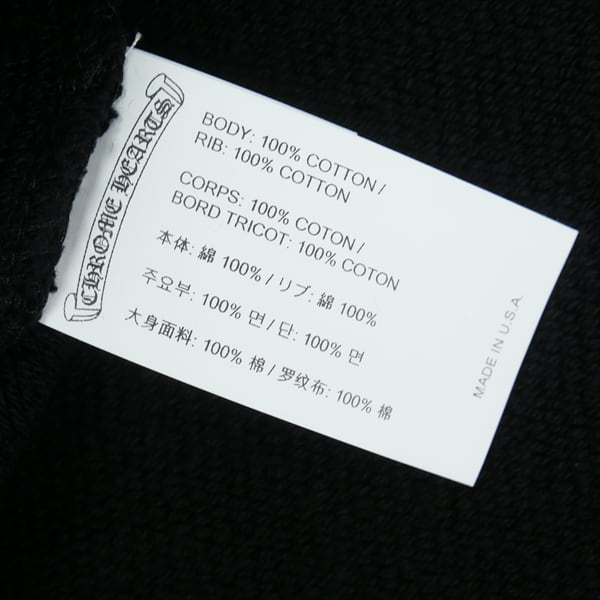 CHROME HEARTS
BODY: 100% COTTON /
RIB: 100% COTTON
CORPS: 100% COTON /
BORD TRICOT: 100% COTON
本体: 綿 100% / リブ: 綿 100%
주요부: 100% 면 / 단: 100% 면
大身面料: 100% 棉 / 罗纹布: 100% 棉
MADE IN U.S.A.